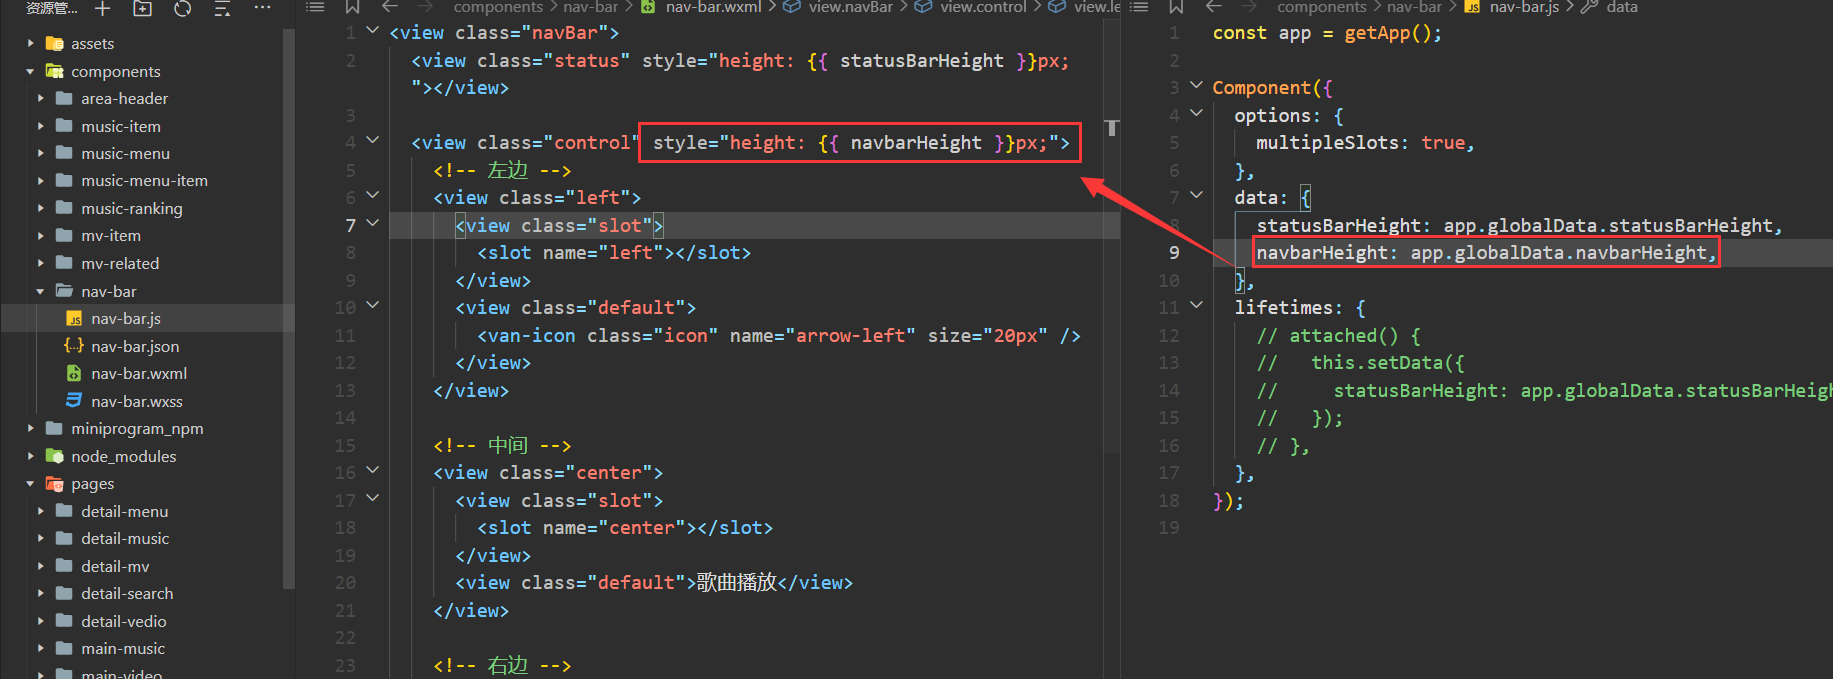 资源管...
assets
components
area-header
music-item
music-menu
music-menu-item
music-ranking
mv-item
mv-related
nav-bar
nav-bar.js
nav-bar.json
nav-bar.wxml
nav-bar.wxss
miniprogram_npm
node_modules
pages
detail-menu
detail-music
detail-mv
detail-search
detail-vedio
main-music
main-video
components > nav-bar > nav-bar.wxml > view.navBar > view.control > view.le
1 <view class="navBar">
2 <view class="status" style="height: {{ statusBarHeight }}px;
"></view>
3
4 <view class="control" style="height: {{ navbarHeight }}px;">
5 <!-- 左边 -->
6 <view class="left">
7 <view class="slot">
8 <slot name="left"></slot>
9 </view>
10 <view class="default">
11 <van-icon class="icon" name="arrow-left" size="20px" />
12 </view>
13 </view>
14
15 <!-- 中间 -->
16 <view class="center">
17 <view class="slot">
18 <slot name="center"></slot>
19 </view>
20 <view class="default">歌曲播放</view>
21 </view>
22
23 <!-- 右边 -->
components > nav-bar > nav-bar.js > data
1 const app = getApp();
2
3 Component({
4 options: {
5 multipleSlots: true,
6 },
7 data: {
8 statusBarHeight: app.globalData.statusBarHeight,
9 navbarHeight: app.globalData.navbarHeight,
10 },
11 lifetimes: {
12 // attached() {
13 // this.setData({
14 // statusBarHeight: app.globalData.statusBarHeigh
15 // });
16 // },
17 },
18 });
19